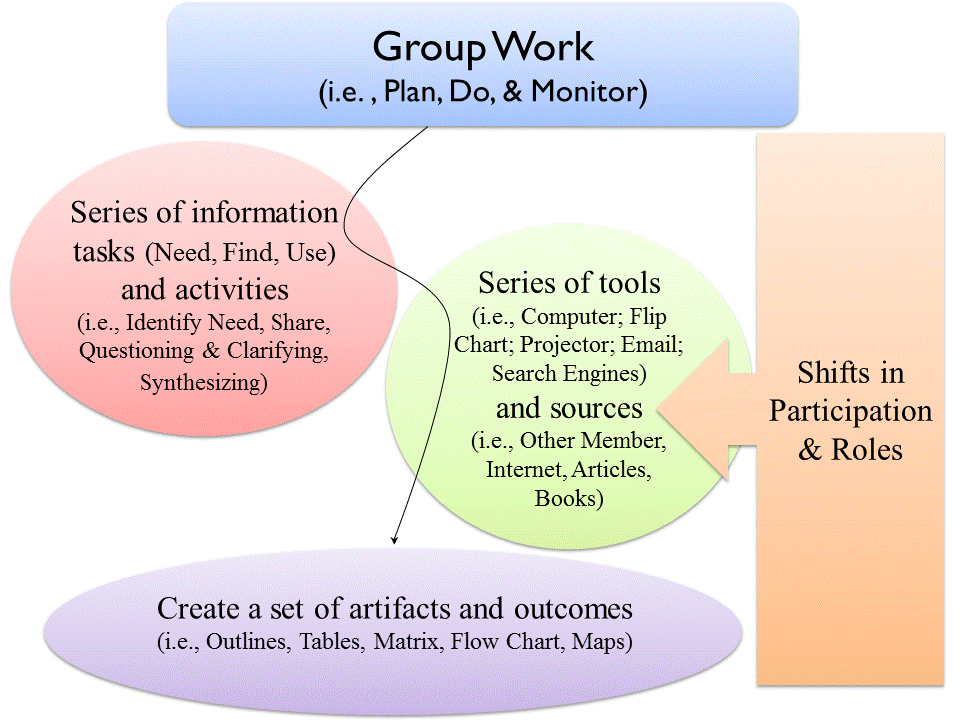 Group Work
(i.e. , Plan, Do, & Monitor)
Series of information
tasks (Need, Find, Use)
and activities
(i.e., Identify Need, Share,
Questioning & Clarifying,
Synthesizing)
Series of tools
(i.e., Computer; Flip
Chart; Projector; Email;
Search Engines)
and sources
(i.e., Other Member,
Internet, Articles,
Books)
Shifts in
Participation
& Roles
Create a set of artifacts and outcomes
(i.e., Outlines, Tables, Matrix, Flow Chart, Maps)